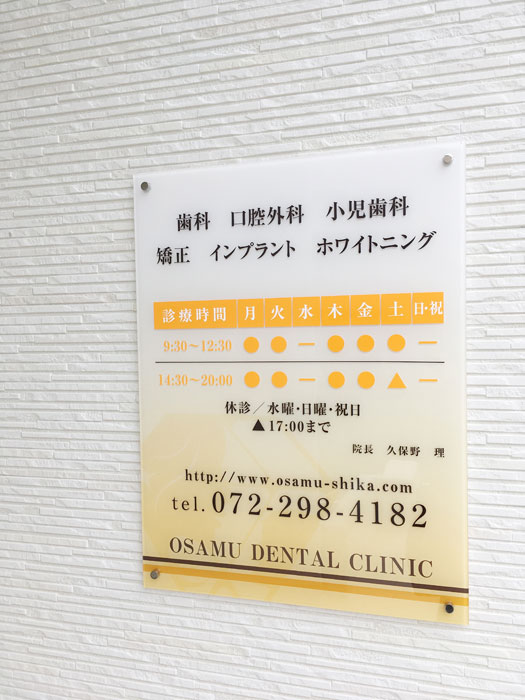 歯科　口腔外科　小児歯科
矯正　インプラント　ホワイトニング
診療時間 月 火 水 木 金 土 日・祝
9:30～12:30 ● ● ー ● ● ● ー
14:30～20:00 ● ● ー ● ● ▲ ー
休診／水曜・日曜・祝日
▲17:00まで
院長　久保野　理
http://www.osamu-shika.com
tel.072-298-4182
OSAMU DENTAL CLINIC